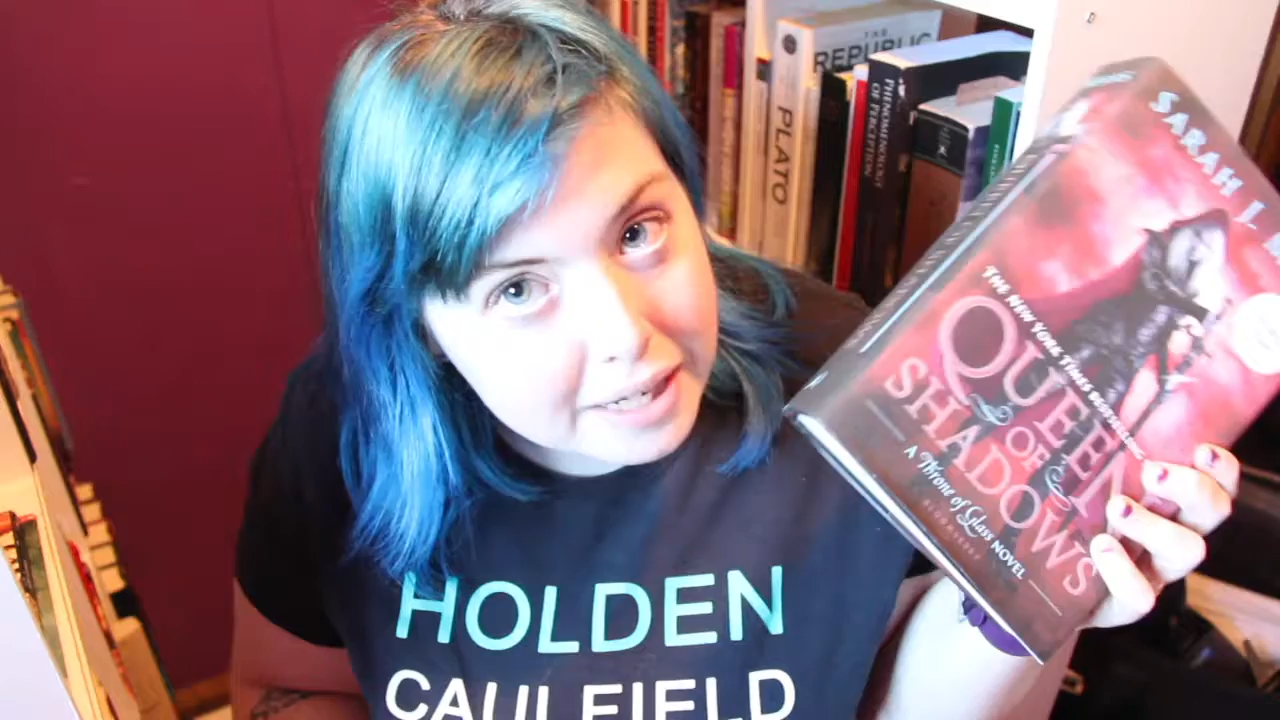 THE
REPUBLIC
PLATO
PHENOMENOLOGY
OF PERCEPTION
SARAH J.
THE NEW YORK TIMES
QUEEN
OF
SHADOWS
A Throne of Glass NOVEL
HOLDEN
CAULFIELD